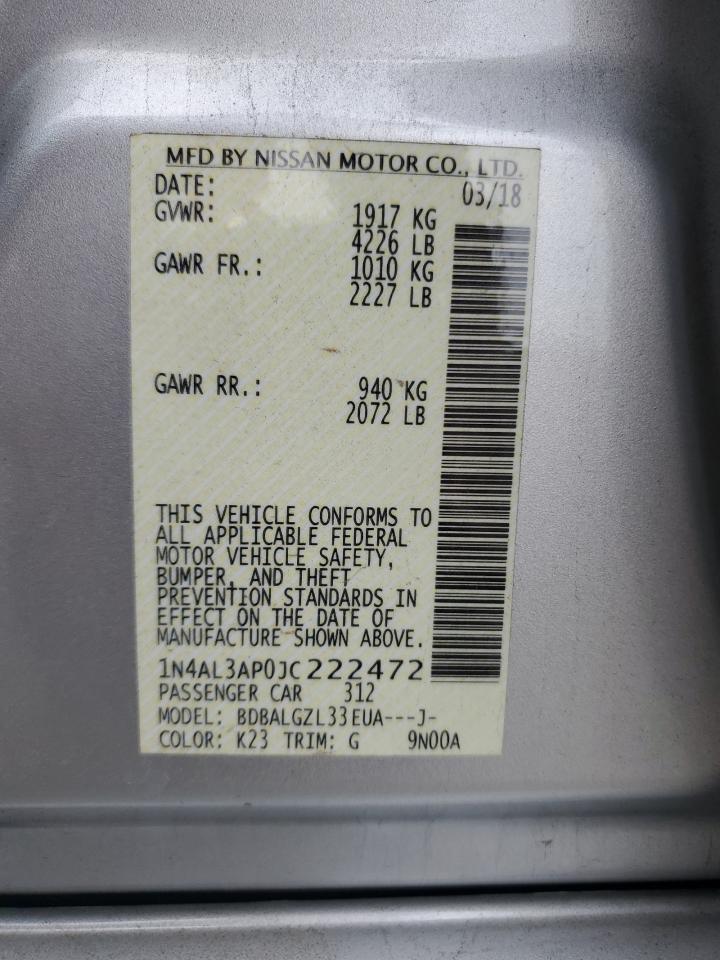 MFD BY NISSAN MOTOR CO., LTD.
DATE: 03/18
GVWR: 1917 KG
4226 LB
GAWR FR.: 1010 KG
2227 LB
GAWR RR.: 940 KG
2072 LB
THIS VEHICLE CONFORMS TO
ALL APPLICABLE FEDERAL
MOTOR VEHICLE SAFETY,
BUMPER, AND THEFT
PREVENTION STANDARDS IN
EFFECT ON THE DATE OF
MANUFACTURE SHOWN ABOVE.
1N4AL3AP0JC222472
PASSENGER CAR 312
MODEL: BDBALGZL33EUA---J-
COLOR: K23 TRIM: G 9N00A